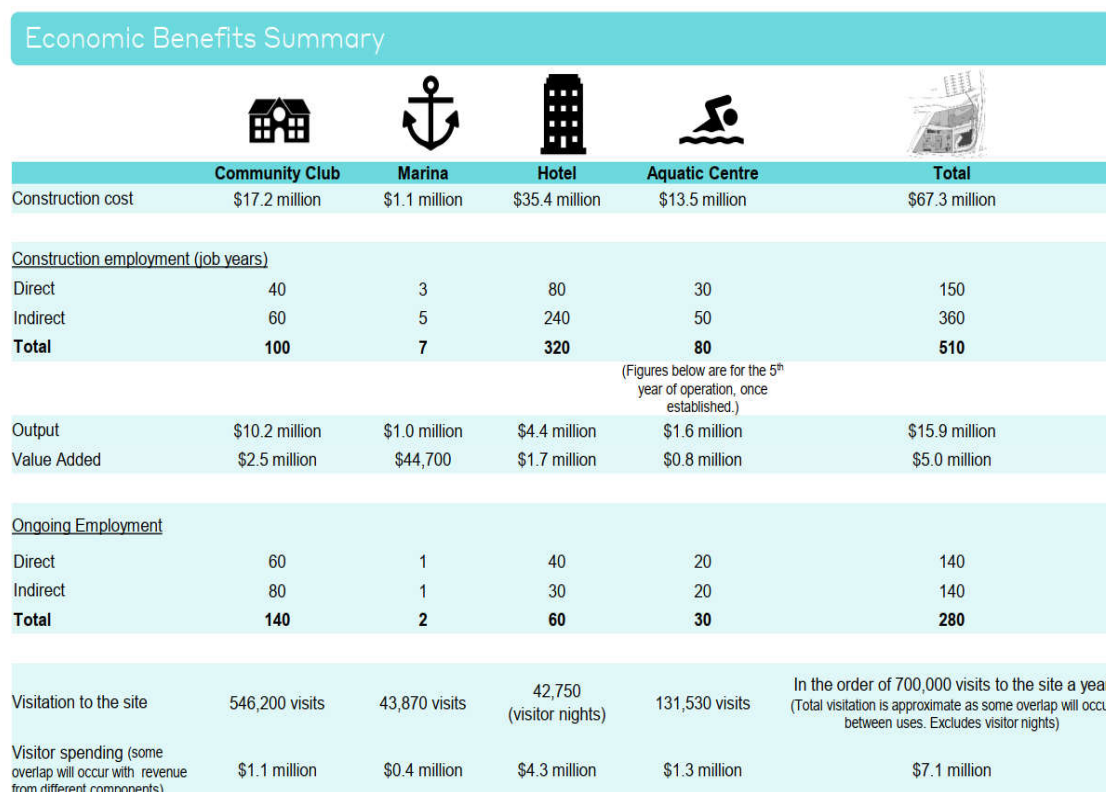 Economic Benefits Summary
Community Club Marina Hotel Aquatic Centre Total
Construction cost $17.2 million $1.1 million $35.4 million $13.5 million $67.3 million
Construction employment (job years)
Direct 40 3 80 30 150
Indirect 60 5 240 50 360
Total 100 7 320 80 510
(Figures below are for the 5th
year of operation, once
established.)
Output $10.2 million $1.0 million $4.4 million $1.6 million $15.9 million
Value Added $2.5 million $44,700 $1.7 million $0.8 million $5.0 million
Ongoing Employment
Direct 60 1 40 20 140
Indirect 80 1 30 20 140
Total 140 2 60 30 280
Visitation to the site 546,200 visits 43,870 visits 42,750 (visitor nights) 131,530 visits In the order of 700,000 visits to the site a year
(Total visitation is approximate as some overlap will occu
between uses. Excludes visitor nights)
Visitor spending (some
overlap will occur with revenue
from different components) $1.1 million $0.4 million $4.3 million $1.3 million $7.1 million